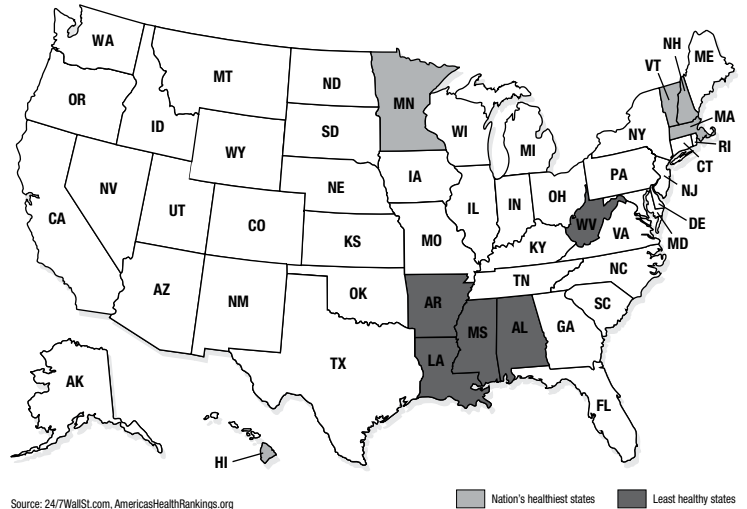 NH
ME
WA
VT
MT
ND
MN
OR
MA
ID
SD
WI
NY
WY
MI
RI
CT
IA
PA
NE
NJ
NV
OH
IL
IN
UT
DE
CA
CO
WV
VA
KS
MO
KY
MD
NC
TN
AZ
OK
NM
AR
SC
MS
AL
GA
LA
TX
AK
FL
HI
Source: 24/7WallSt.com, AmericasHealthRankings.org
Nation's healthiest states
Least healthy states